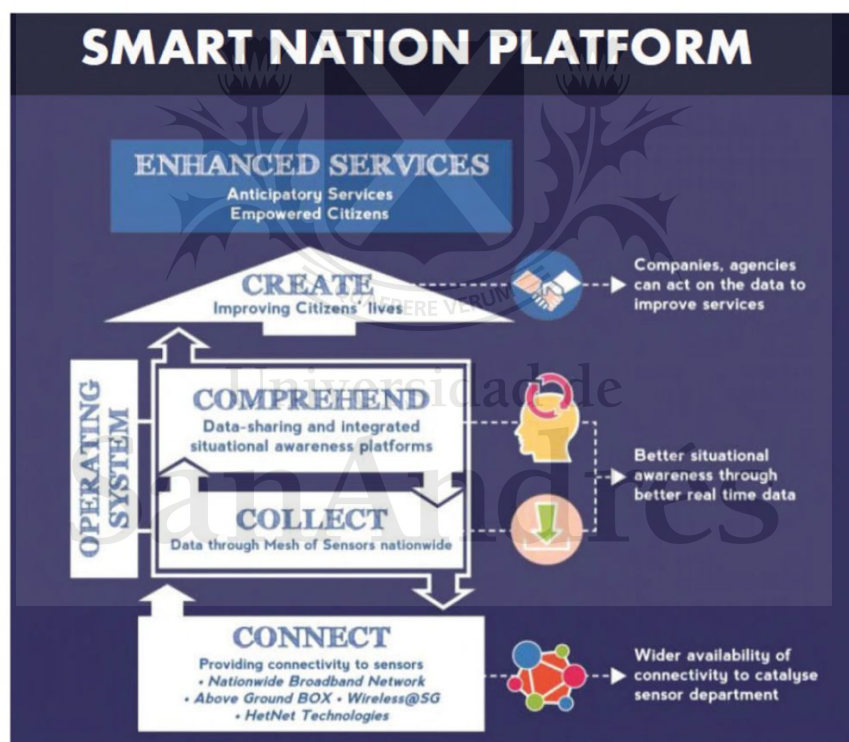 SMART NATION PLATFORM
ENHANCED SERVICES
Anticipatory Services
Empowered Citizens
CREATE
Improving Citizens' lives
Companies, agencies
can act on the data to
improve services
QUAERERE VERUM
OPERATING
SYSTEM
COMPREHEND
Data-sharing and integrated
situational awareness platforms
COLLECT
Data through Mesh of Sensors nationwide
Better situational
awareness through
better real time data
Universidad de
SanAndrés
CONNECT
Providing connectivity to sensors
• Nationwide Broadband Network
• Above Ground BOX • Wireless@SG
• HetNet Technologies
Wider availability of
connectivity to catalyse
sensor department